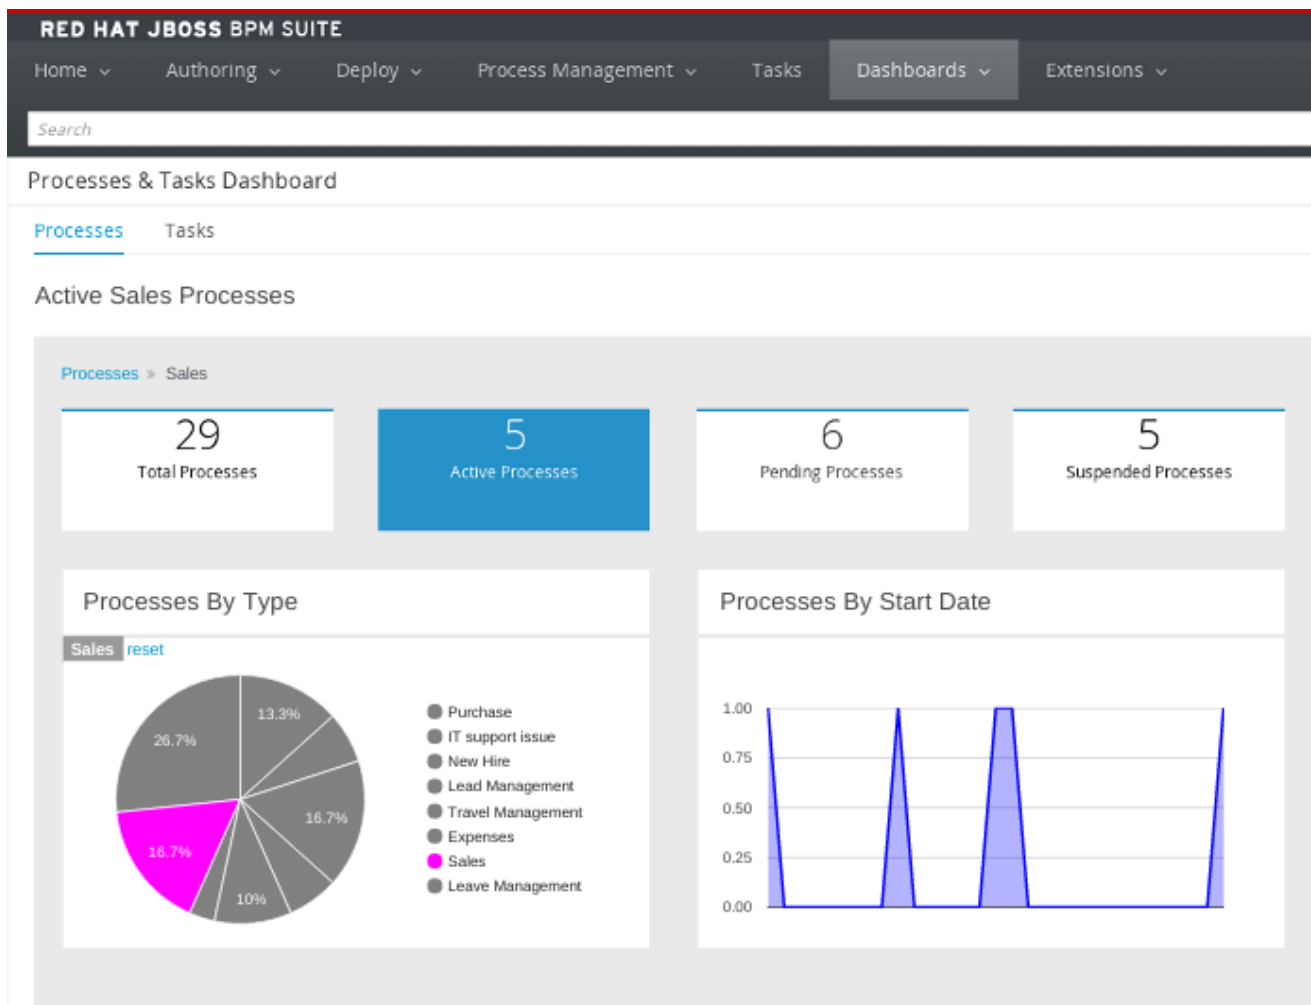 RED HAT JBOSS BPM SUITE
Home Authoring Deploy Process Management Tasks Dashboards Extensions
Search
Processes & Tasks Dashboard
Processes Tasks
Active Sales Processes
Processes » Sales
29 5 6 5
Total Processes Active Processes Pending Processes Suspended Processes
Processes By Type Processes By Start Date
Sales reset
13.3%
26.7%
16.7%
16.7%
10%
Purchase
IT support issue
New Hire
Lead Management
Travel Management
Expenses
Sales
Leave Management
1.00
0.75
0.50
0.25
0.00